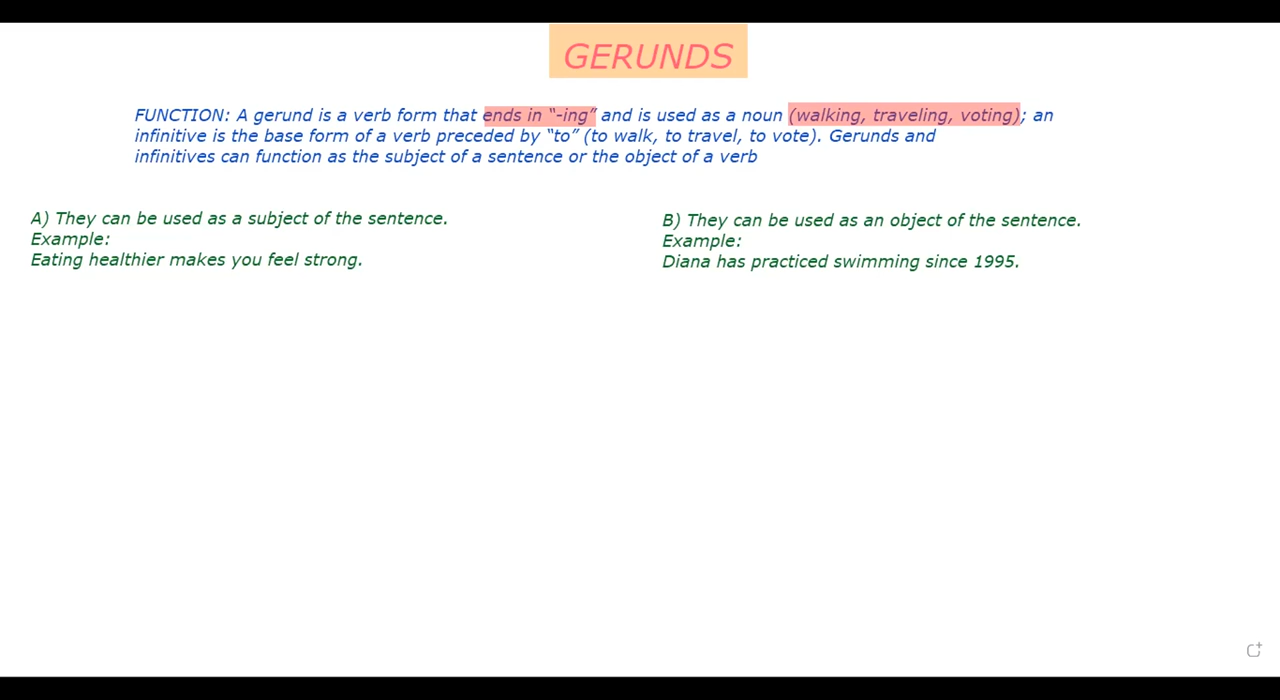 GERUNDS
FUNCTION: A gerund is a verb form that ends in “-ing” and is used as a noun (walking, traveling, voting); an
infinitive is the base form of a verb preceded by “to” (to walk, to travel, to vote). Gerunds and
infinitives can function as the subject of a sentence or the object of a verb
A) They can be used as a subject of the sentence.
Example:
Eating healthier makes you feel strong.
B) They can be used as an object of the sentence.
Example:
Diana has practiced swimming since 1995.